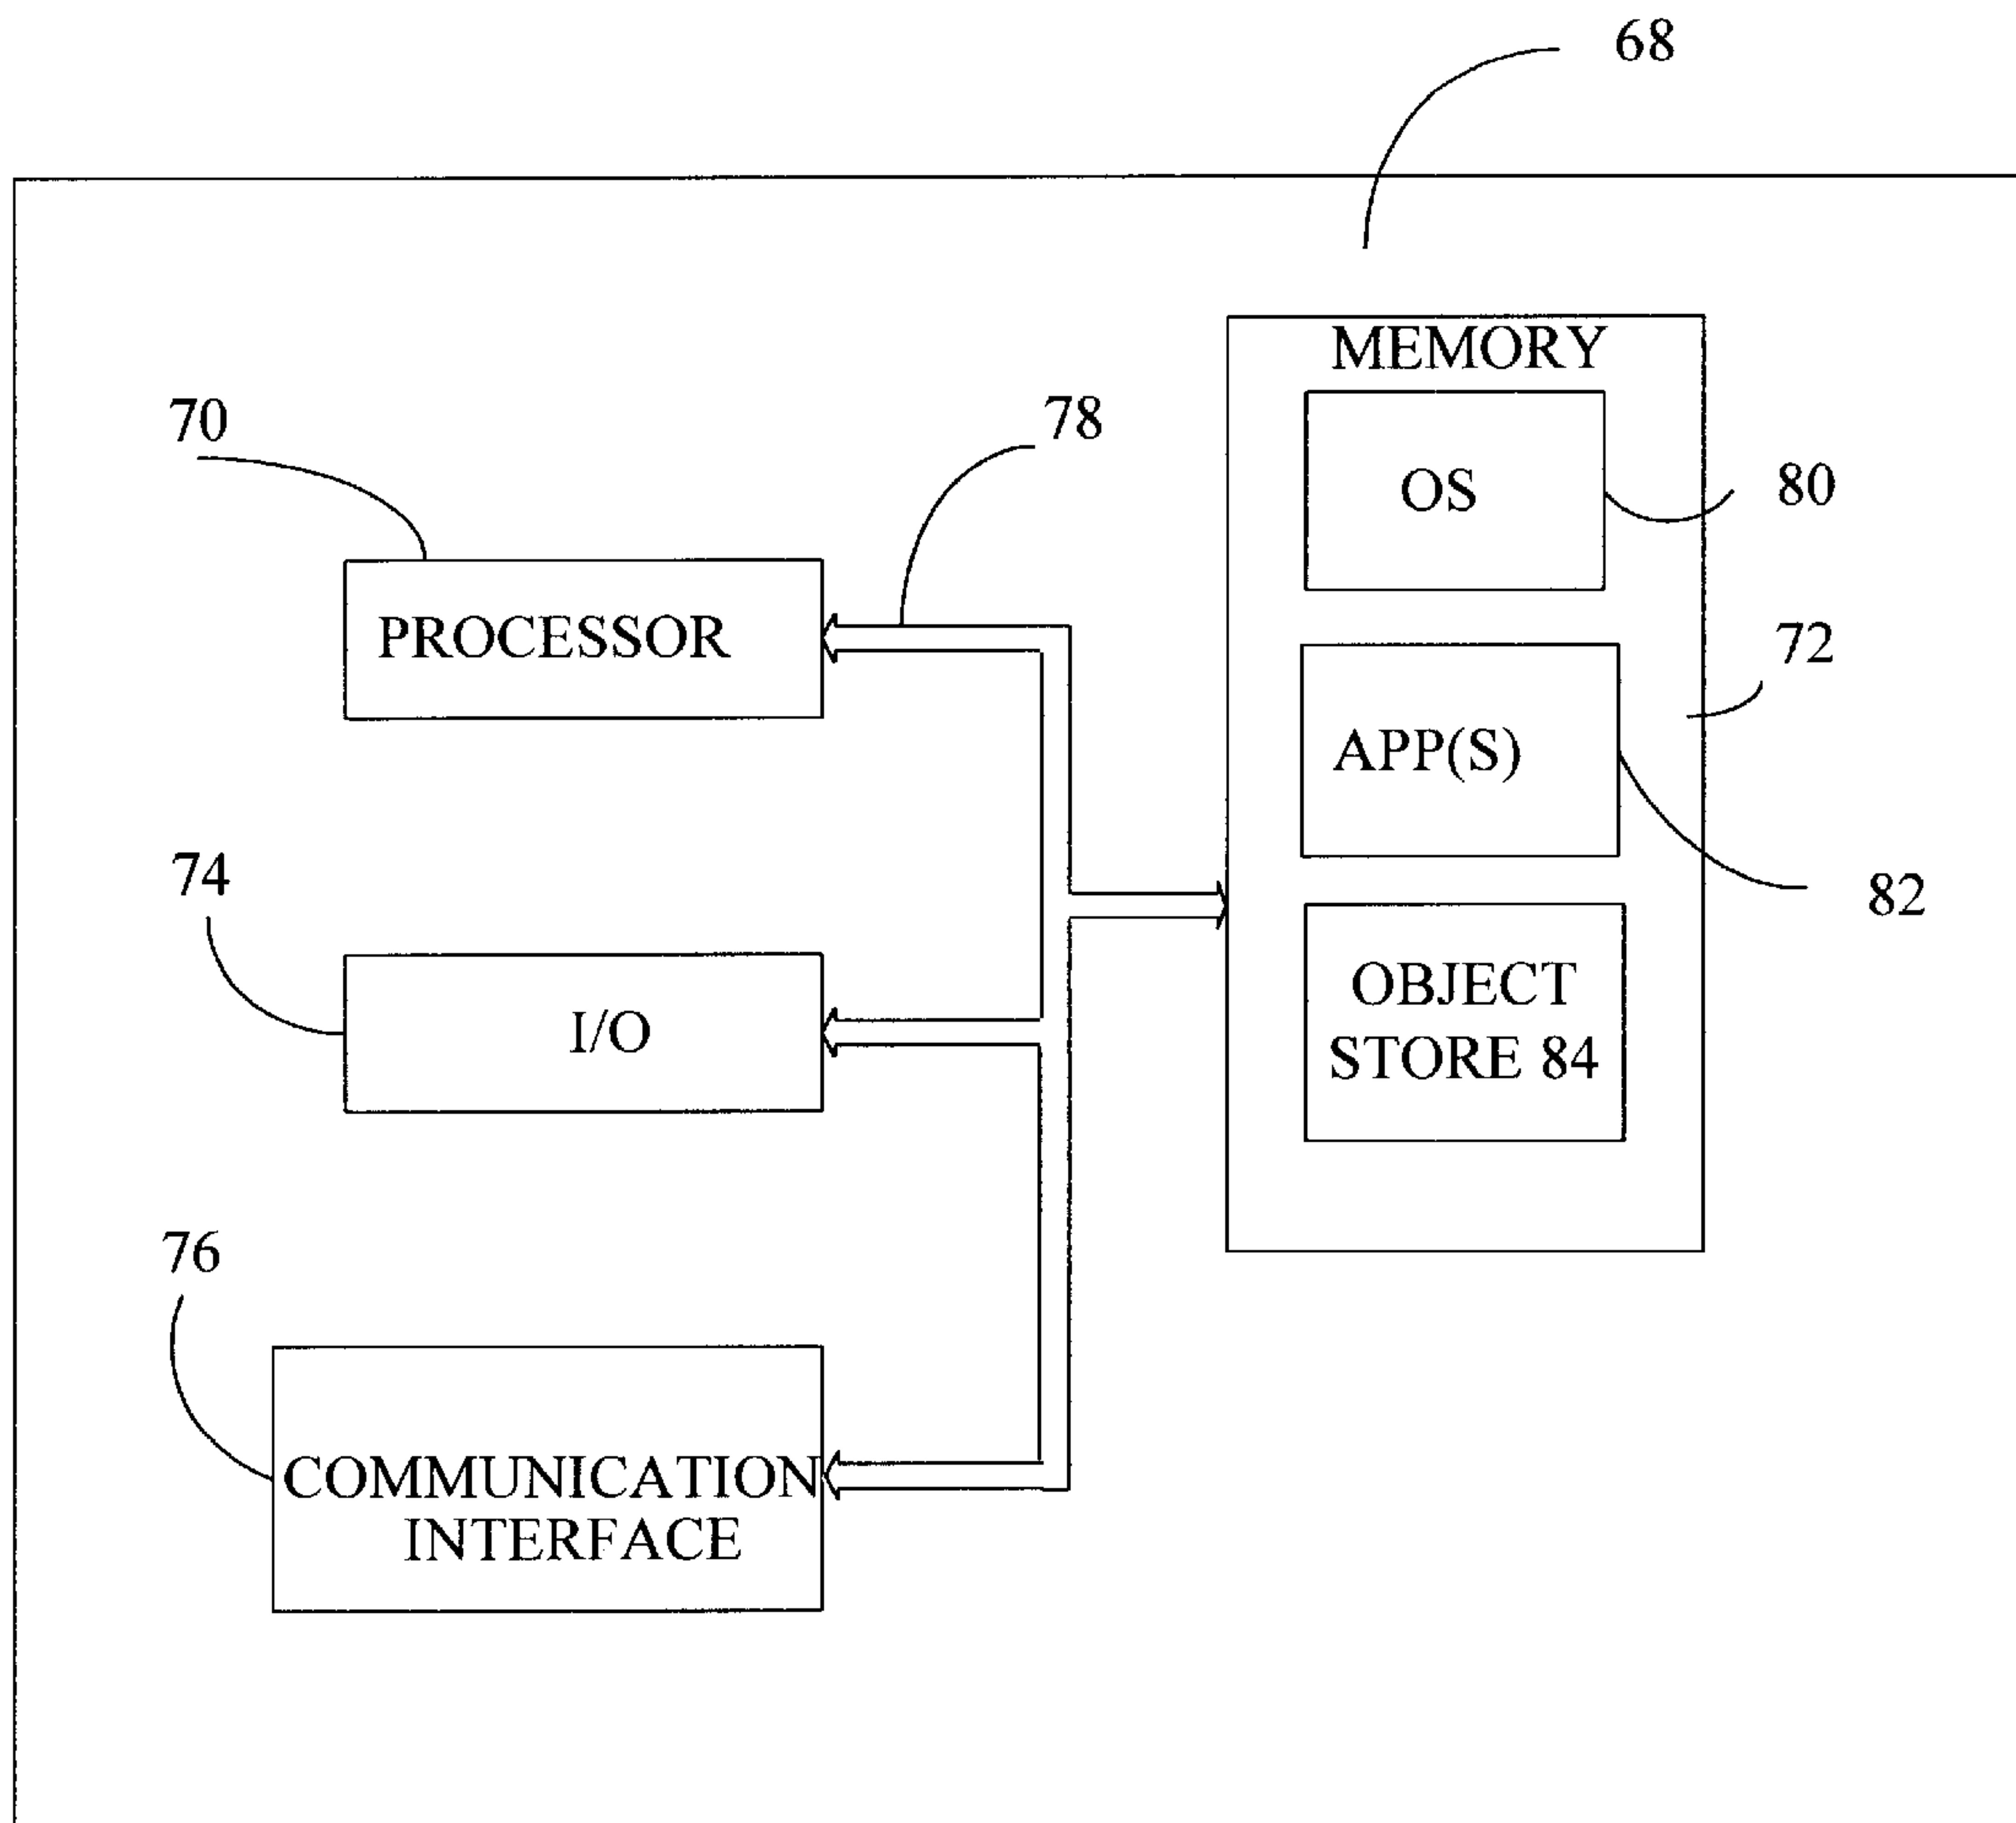 68
MEMORY
70
78
OS
80
PROCESSOR
72
APP(S)
74
82
OBJECT
STORE 84
I/O
76
COMMUNICATION
INTERFACE